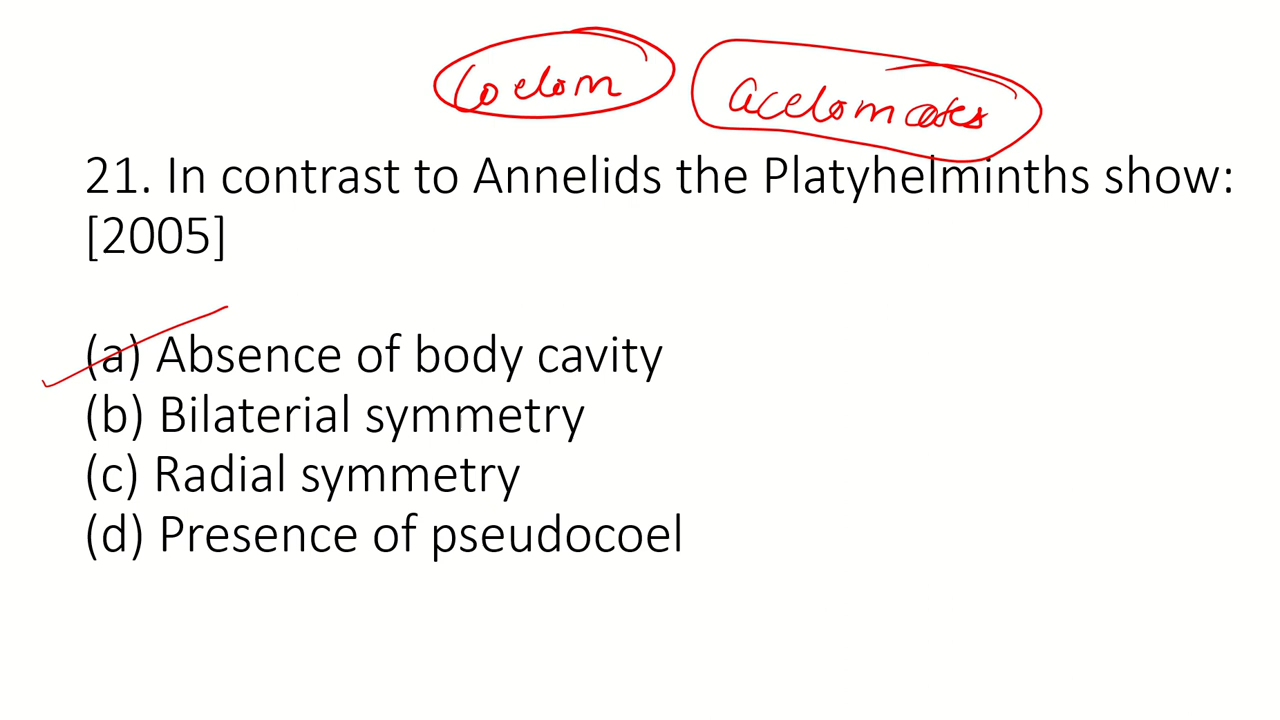 Coelom Acelomates
21. In contrast to Annelids the Platyhelminths show:
[2005]
(a) Absence of body cavity
(b) Bilaterial symmetry
(c) Radial symmetry
(d) Presence of pseudocoel